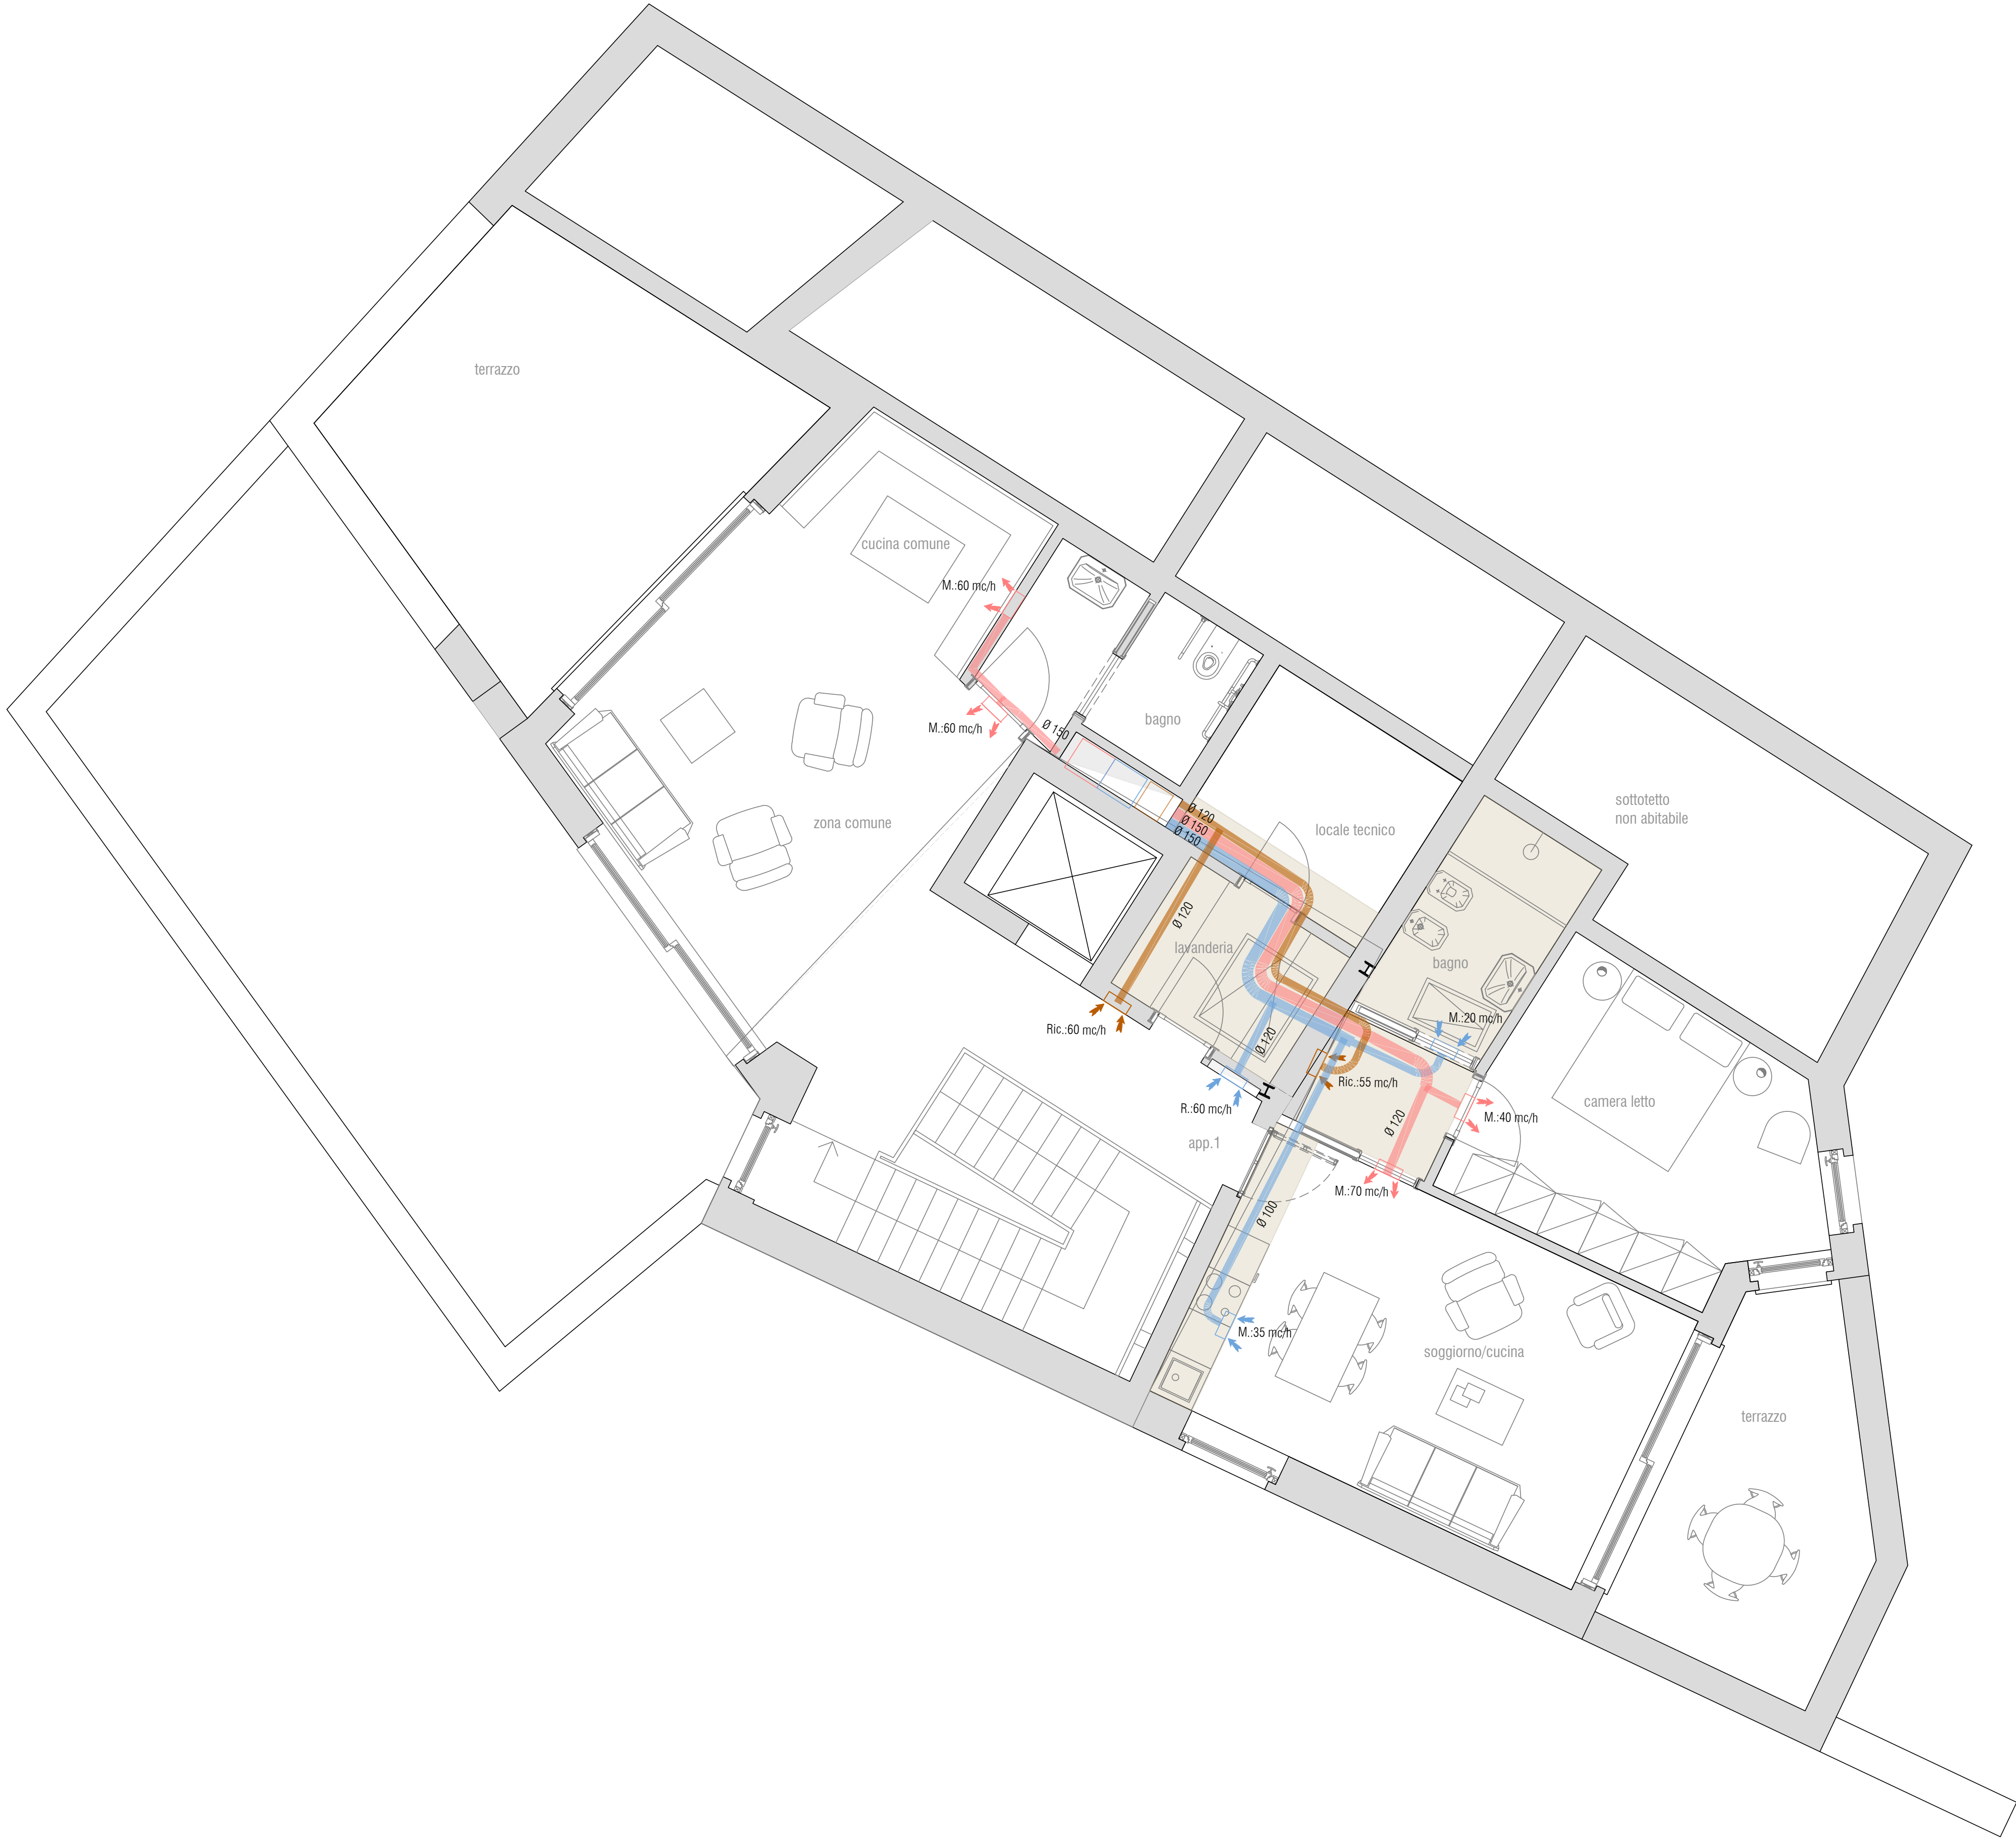 terrazzo
cucina comune
M.:60 mc/h
M.:60 mc/h
Ø 150
bagno
zona comune
Ø 120
Ø 150
Ø 150
locale tecnico
sottotetto
non abitabile
Ø 120
lavanderia
bagno
Ric.:60 mc/h
M.:20 mc/h
Ø 120
Ric.:55 mc/h
R.:60 mc/h
camera letto
M.:40 mc/h
Ø 120
app.1
M.:70 mc/h
Ø 100
M.:35 mc/h
soggiorno/cucina
terrazzo